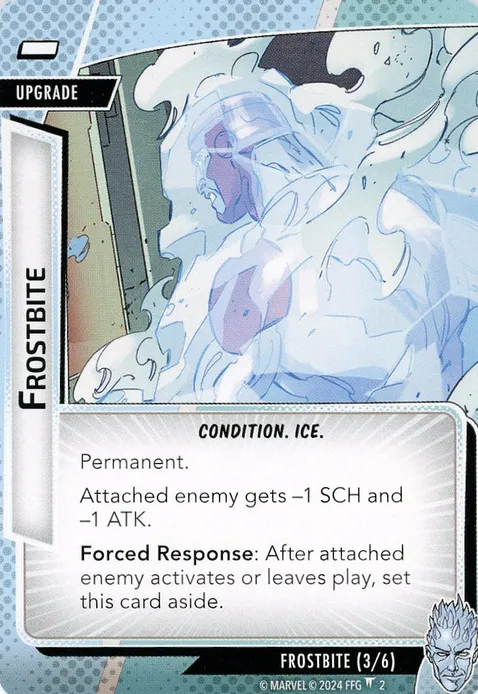 UPGRADE
FROSTBITE
CONDITION. ICE.
Permanent.
Attached enemy gets –1 SCH and
–1 ATK.
Forced Response: After attached
enemy activates or leaves play, set
this card aside.
FROSTBITE (3/6)
© MARVEL © 2024 FFG 2